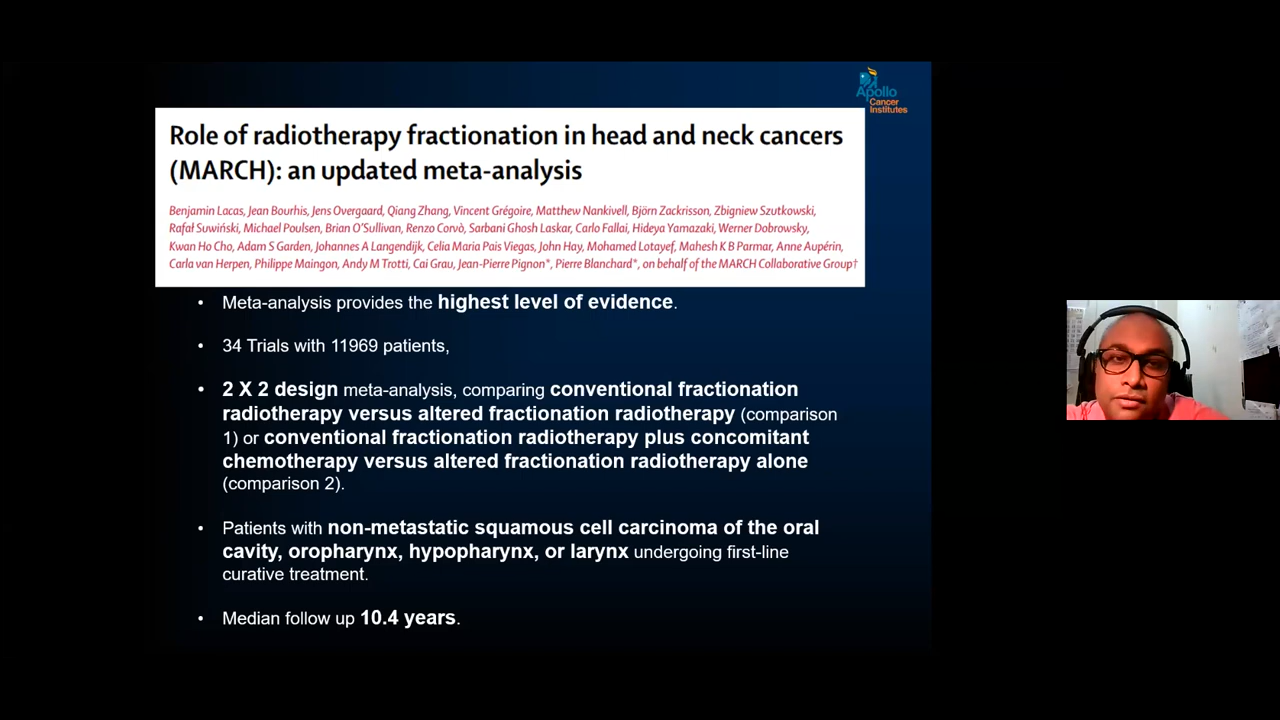 Apollo
Cancer
Institutes
Role of radiotherapy fractionation in head and neck cancers
(MARCH): an updated meta-analysis
Benjamin Lacas, Jean Bourhis, Jens Overgaard, Qiang Zhang, Vincent Grégoire, Matthew Nankivell, Björn Zackrisson, Zbigniew Szutkowski,
Rafał Suwiński, Michael Poulsen, Brian O'Sullivan, Renzo Corvò, Sarbani Ghosh Laskar, Carlo Fallai, Hideya Yamazaki, Werner Dobrowsky,
Kwan Ho Cho, Adam S Garden, Johannes A Langendijk, Celia Maria Pais Viegas, John Hay, Mohamed Lotayef, Mahesh K B Parmar, Anne Aupérin,
Carla van Herpen, Philippe Maingon, Andy M Trotti, Cai Grau, Jean-Pierre Pignon*, Pierre Blanchard*, on behalf of the MARCH Collaborative Group†
• Meta-analysis provides the highest level of evidence.
• 34 Trials with 11969 patients,
• 2 X 2 design meta-analysis, comparing conventional fractionation
radiotherapy versus altered fractionation radiotherapy (comparison
1) or conventional fractionation radiotherapy plus concomitant
chemotherapy versus altered fractionation radiotherapy alone
(comparison 2).
• Patients with non-metastatic squamous cell carcinoma of the oral
cavity, oropharynx, hypopharynx, or larynx undergoing first-line
curative treatment.
• Median follow up 10.4 years.